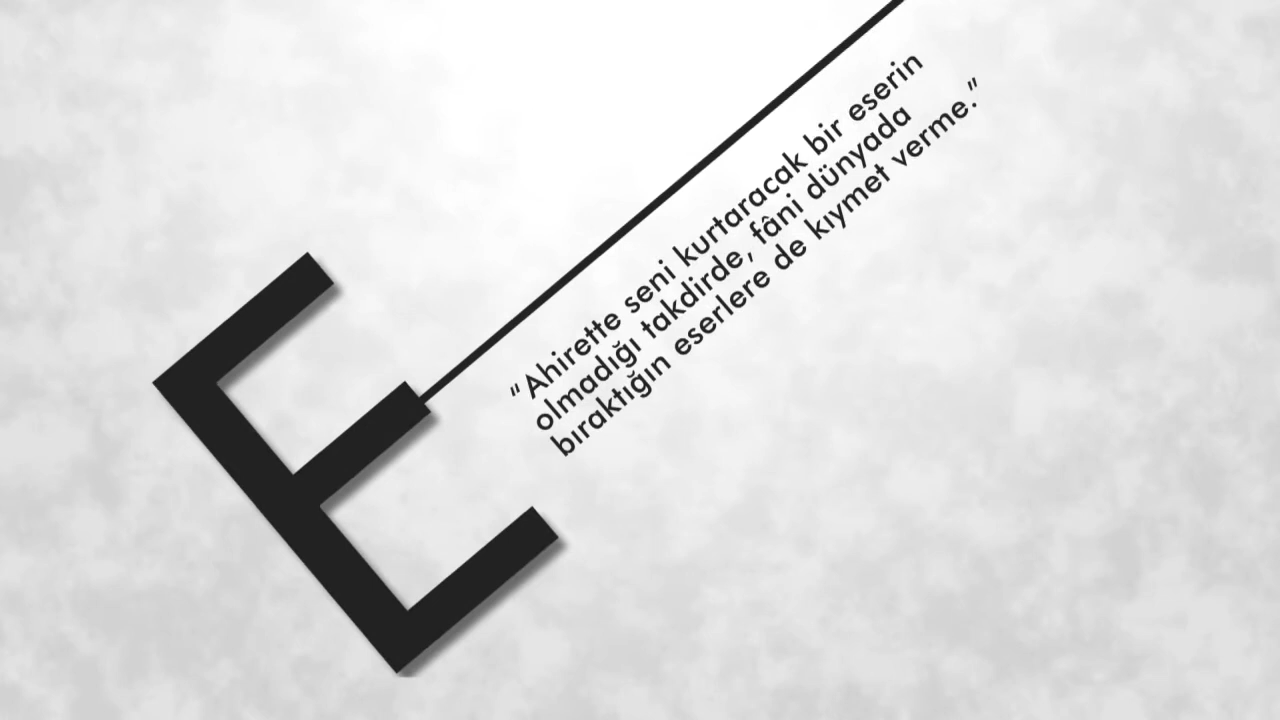 E
“Ahirette seni kurtaracak bir eserin
olmadığı takdirde, fâni dünyada
bıraktığın eserlere de kıymet verme.”